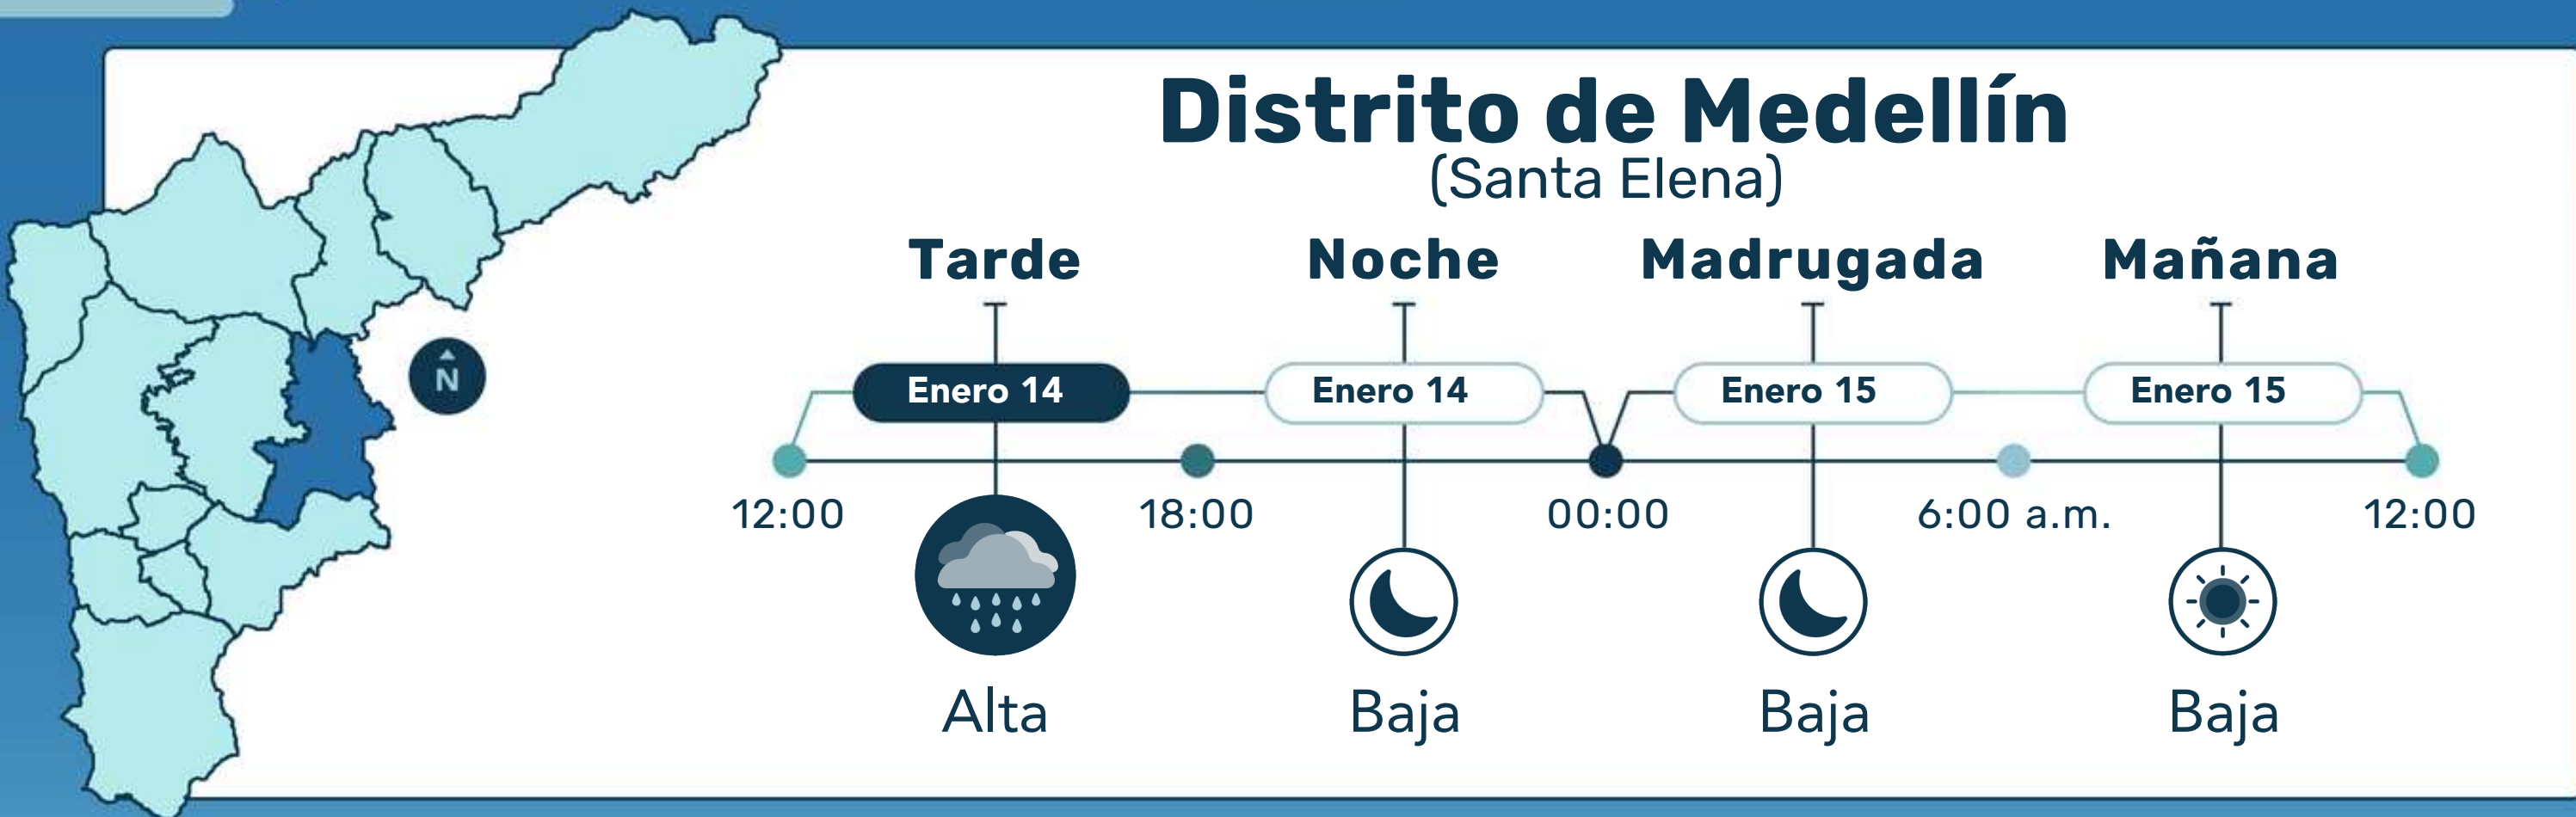 Distrito de Medellín
(Santa Elena)
Tarde Noche Madrugada Mañana
N
Enero 14 Enero 14 Enero 15 Enero 15
12:00 18:00 00:00 6:00 a.m. 12:00
Alta Baja Baja Baja